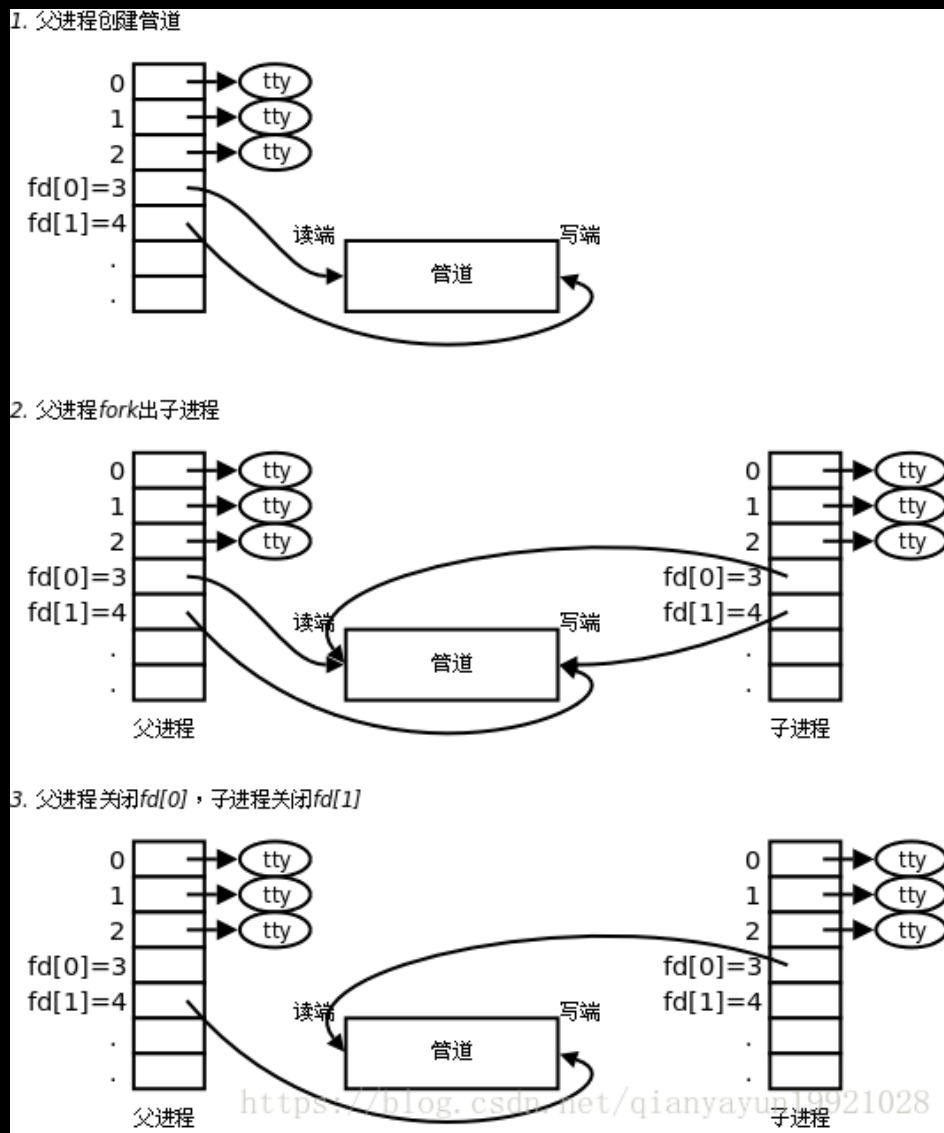 1. 父进程创建管道
0 tty
1 tty
2 tty
fd[0]=3
fd[1]=4
读端 写端
管道
.
.
2. 父进程fork出子进程
0 tty 0 tty
1 tty 1 tty
2 tty 2 tty
fd[0]=3 fd[0]=3
fd[1]=4 读端 写端 fd[1]=4
. 管道 .
. .
父进程 子进程
3. 父进程关闭fd[0]，子进程关闭fd[1]
0 tty 0 tty
1 tty 1 tty
2 tty 2 tty
fd[0]=3 fd[0]=3
fd[1]=4 读端 写端 fd[1]=4
. 管道 .
. .
https://blog.csdn.net/qianyayun19921028
父进程 子进程